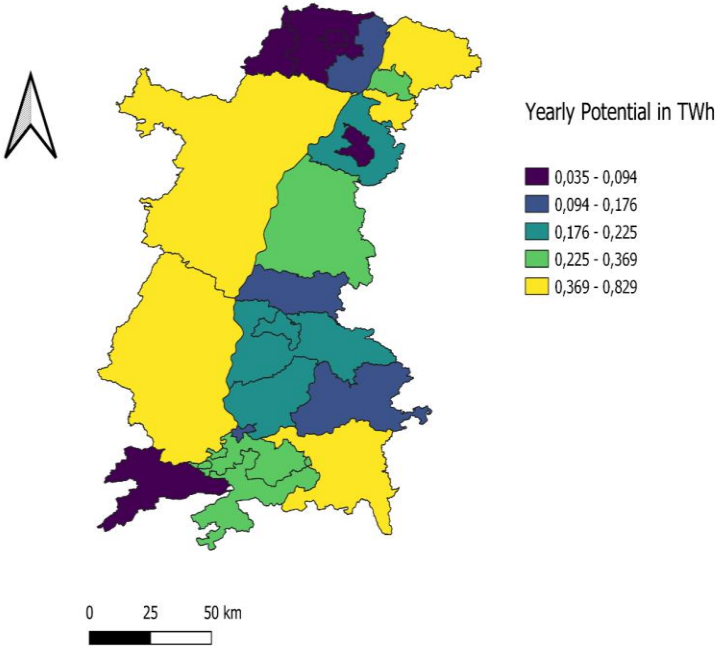 Yearly Potential in TWh
0,035 - 0,094
0,094 - 0,176
0,176 - 0,225
0,225 - 0,369
0,369 - 0,829
0 25 50 km